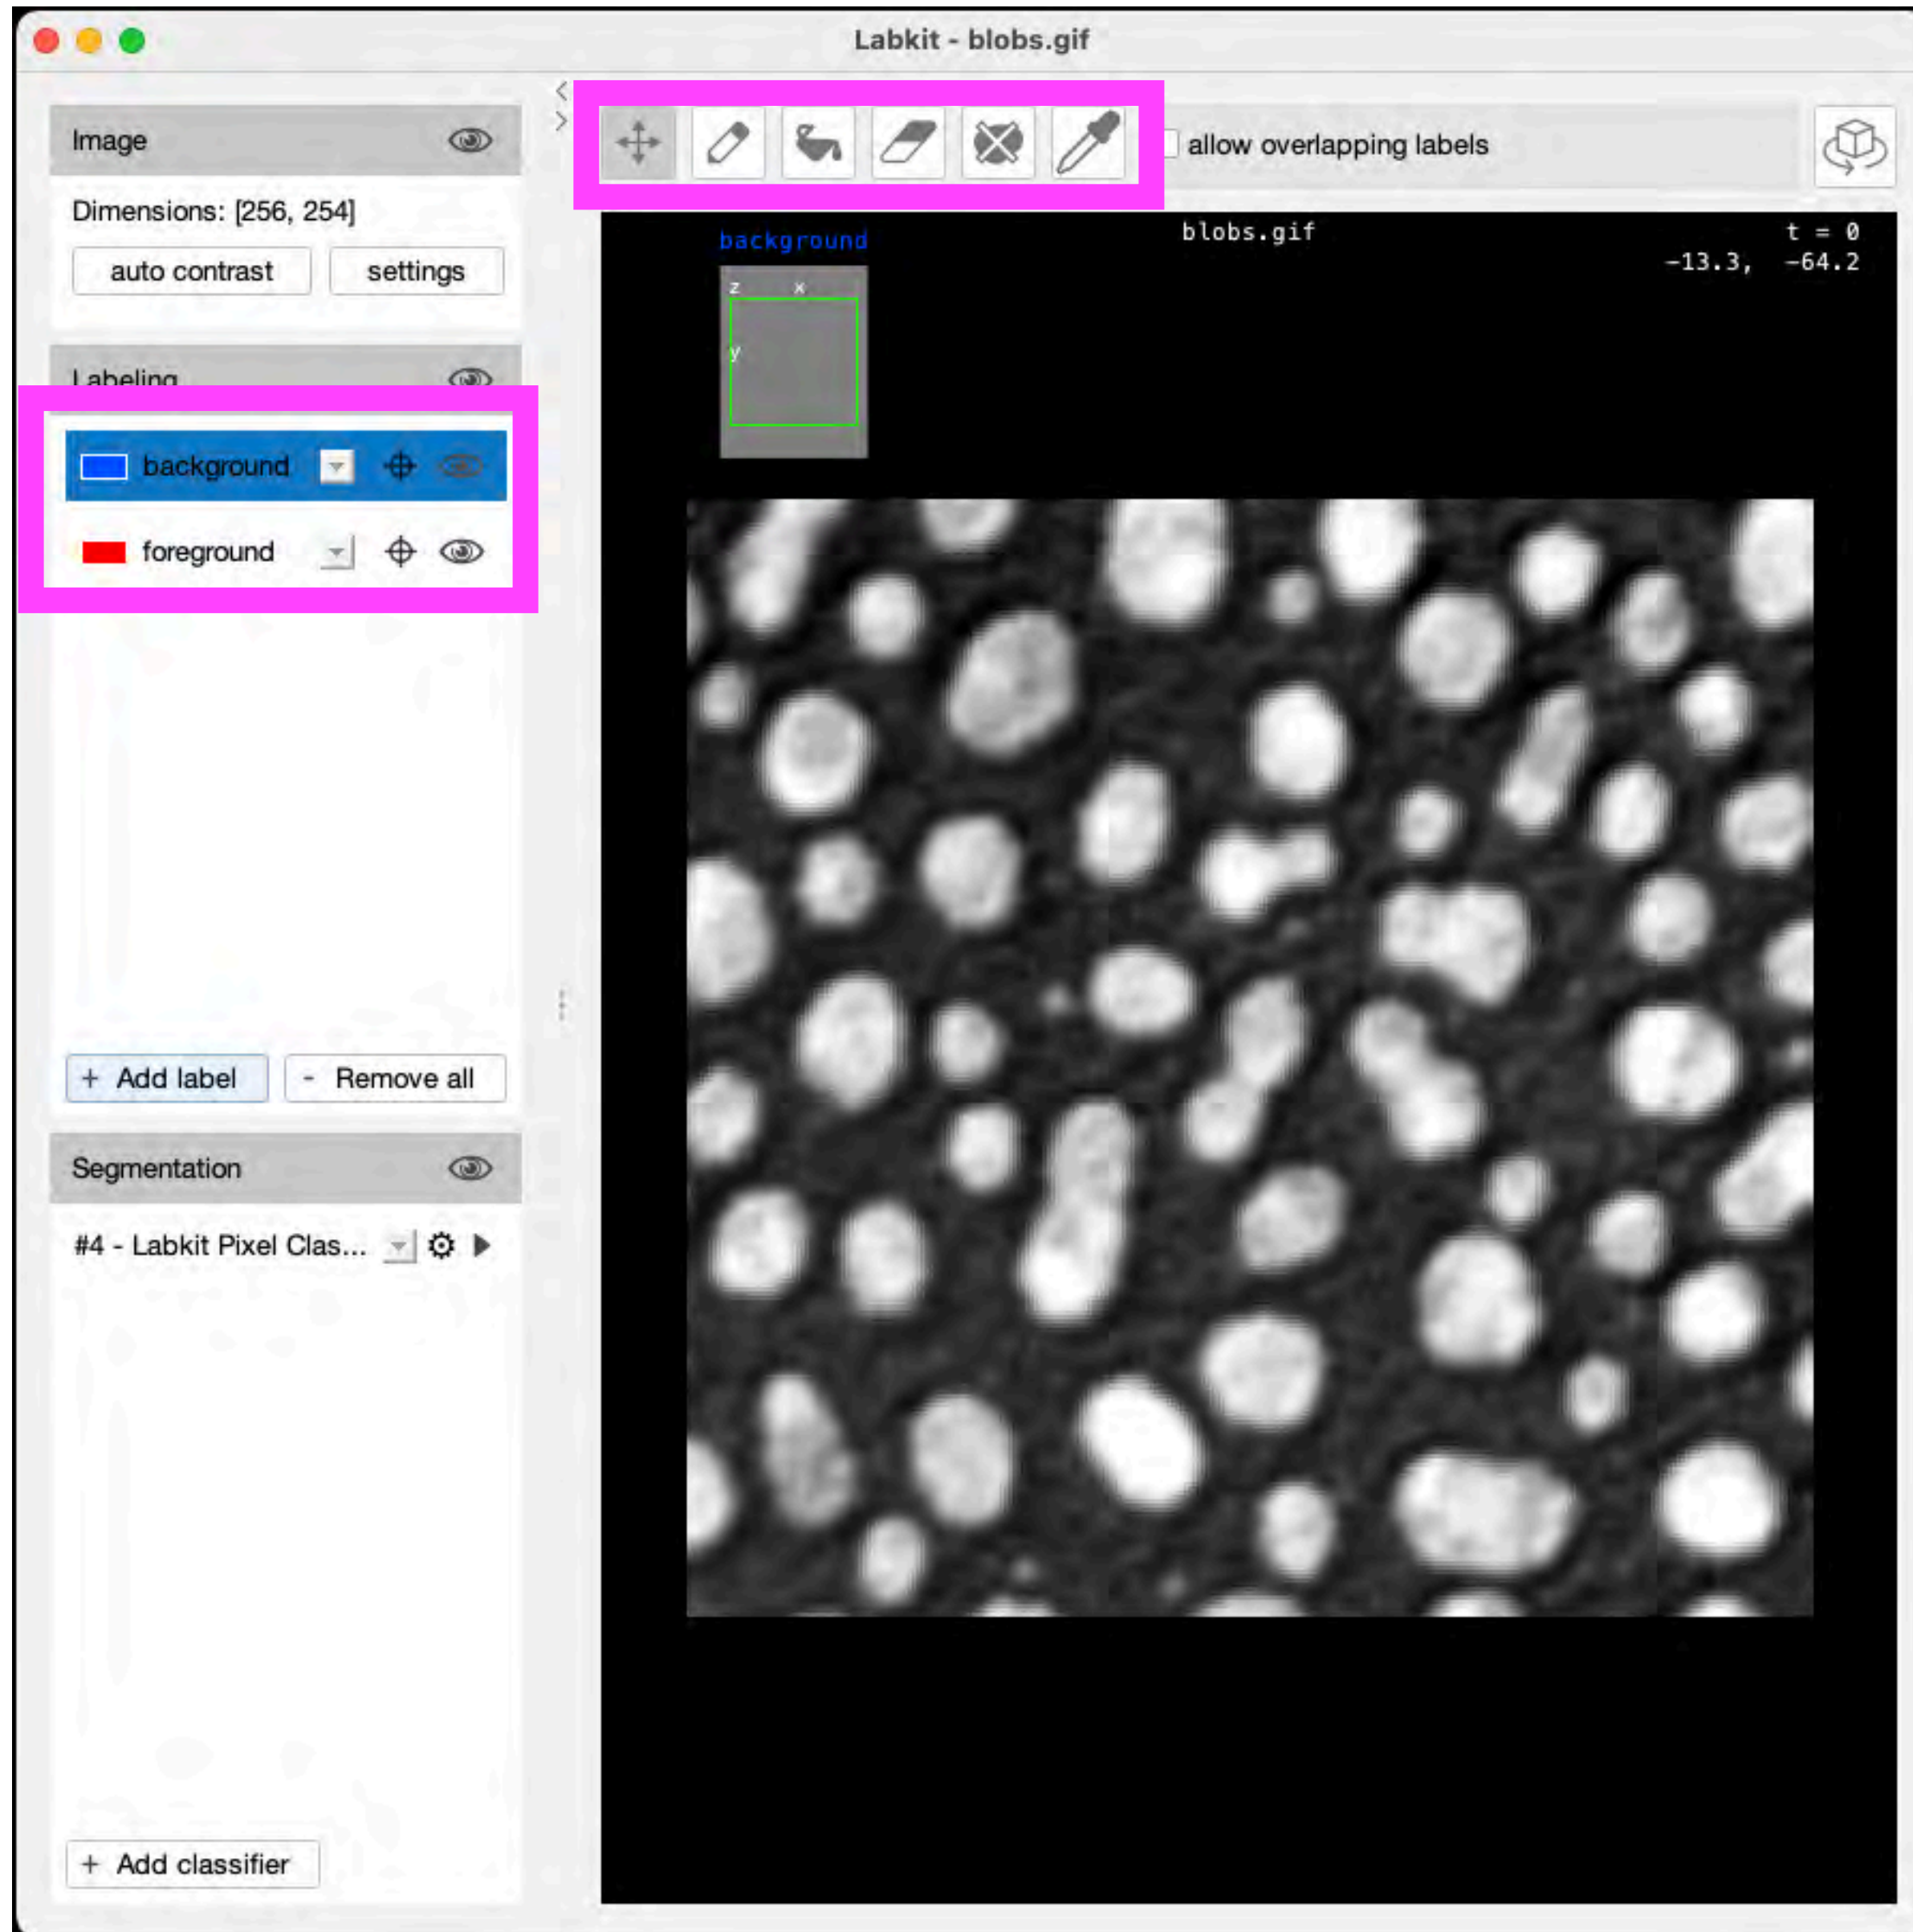 Labkit - blobs.gif
Image
Dimensions: [256, 254]
auto contrast settings
Labeling
background
foreground
+ Add label - Remove all
Segmentation
#4 - Labkit Pixel Clas...
+ Add classifier
allow overlapping labels
background blobs.gif t = 0
-13.3, -64.2
z x
y